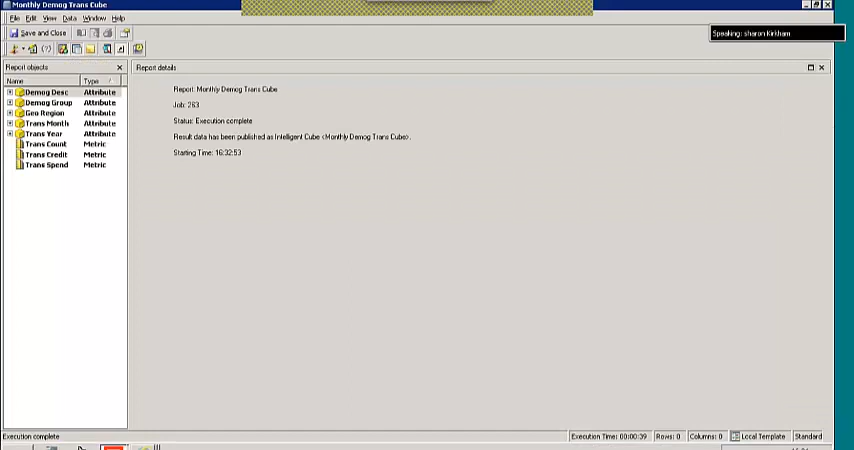 Monthly Demog Trans Cube
File Edit View Data Window Help
Save and Close
Speaking: sharon Kirkham
Report objects
Report details
Name Type
Demog Desc Attribute
Demog Group Attribute
Geo Region Attribute
Trans Month Attribute
Trans Year Attribute
Trans Count Metric
Trans Credit Metric
Trans Spend Metric
Report: Monthly Demog Trans Cube
Job: 263
Status: Execution complete
Result data has been published as Intelligent Cube <Monthly Demog Trans Cube>.
Starting Time: 16:32:53
Execution complete
Execution Time: 00:00:39 Rows: 0 Columns: 0 Local Template Standard